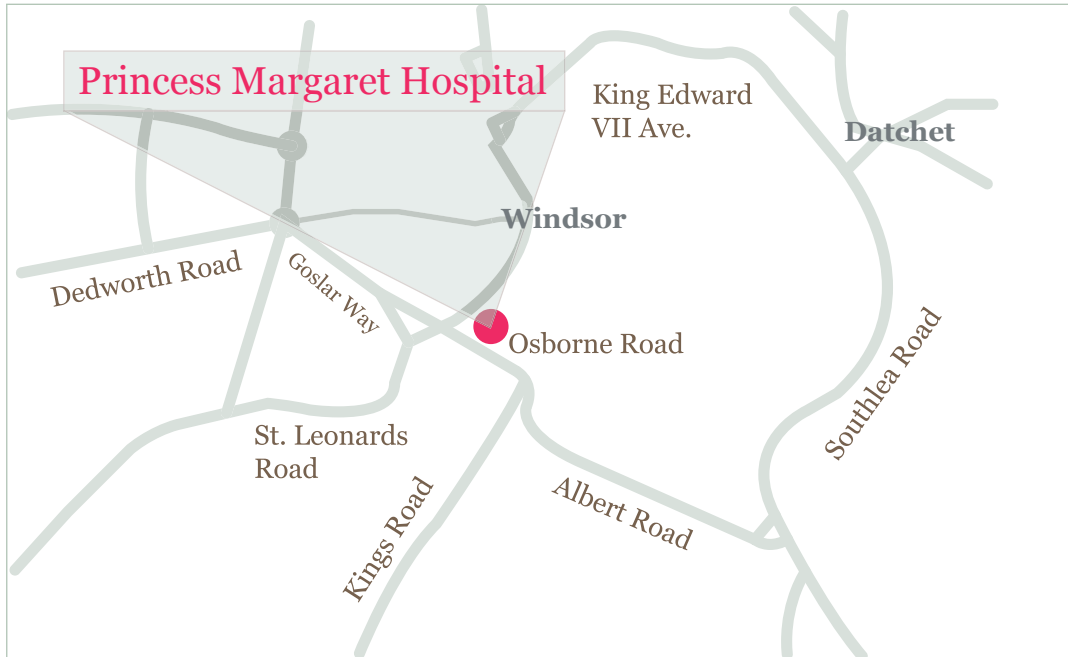 Princess Margaret Hospital
King Edward
VII Ave.
Datchet
Windsor
Dedworth Road
Goslar Way
Osborne Road
Southlea Road
St. Leonards
Road
Kings Road
Albert Road